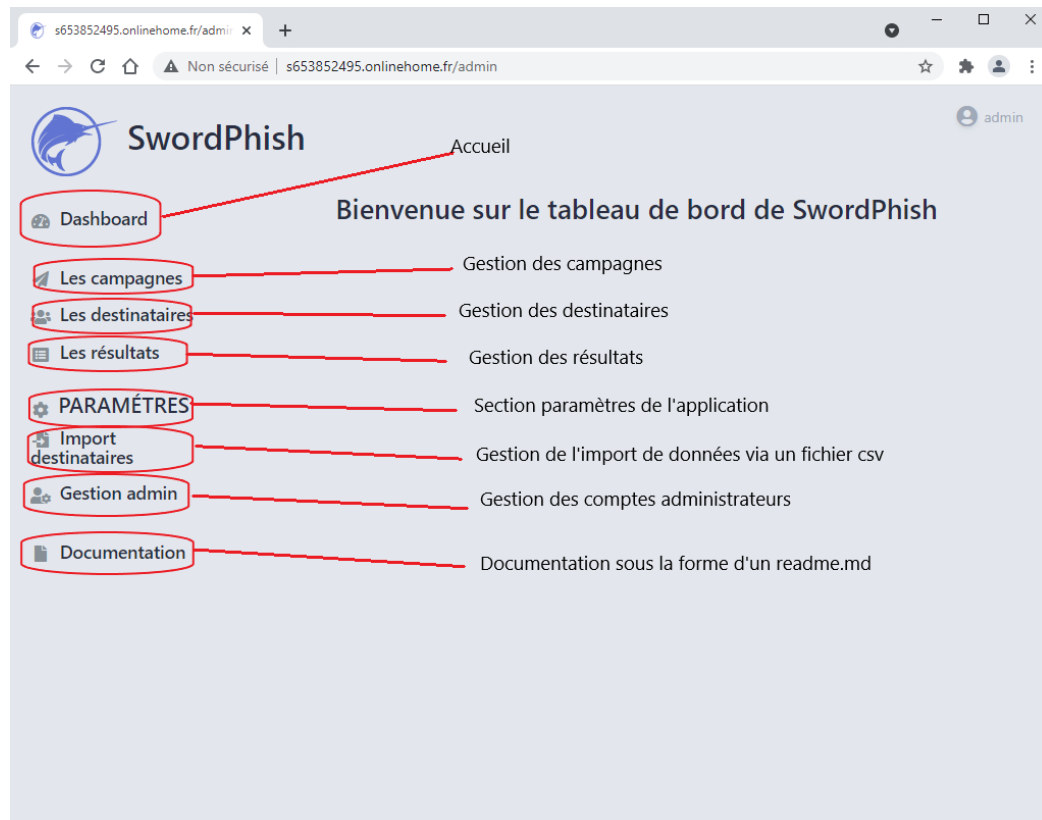 s653852495.onlinehome.fr/admin
Non sécurisé | s653852495.onlinehome.fr/admin
admin
SwordPhish
Accueil
Dashboard
Bienvenue sur le tableau de bord de SwordPhish
Les campagnes
Gestion des campagnes
Les destinataires
Gestion des destinataires
Les résultats
Gestion des résultats
PARAMÉTRES
Section paramètres de l'application
Import
destinataires
Gestion de l'import de données via un fichier csv
Gestion admin
Gestion des comptes administrateurs
Documentation
Documentation sous la forme d'un readme.md